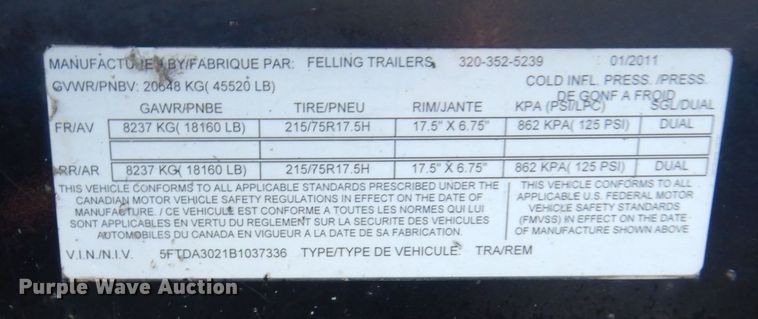 MANUFACTURED BY/FABRIQUE PAR: FELLING TRAILERS 320-352-5239 01/2011
GVWR/PNBV: 20648 KG( 45520 LB) COLD INFL. PRESS. /PRESS. DE GONF A FROID
GAWR/PNBE TIRE/PNEU RIM/JANTE KPA (PSI/LPC) SGL/DUAL
FR/AV 8237 KG( 18160 LB) 215/75R17.5H 17.5" X 6.75" 862 KPA( 125 PSI) DUAL
RR/AR 8237 KG( 18160 LB) 215/75R17.5H 17.5" X 6.75" 862 KPA( 125 PSI) DUAL
THIS VEHICLE CONFORMS TO ALL APPLICABLE STANDARDS PRESCRIBED UNDER THE
CANADIAN MOTOR VEHICLE SAFETY REGULATIONS IN EFFECT ON THE DATE OF
MANUFACTURE. / CE VEHICULE EST CONFORME A TOUTES LES NORMES QUI LUI
SONT APPLICABLES EN VERTU DU REGLEMENT SUR LA SECURITE DES VEHICULES
AUTOMOBILES DU CANADA EN VIGUEUR A LA DATE DE SA FABRICATION.
THIS VEHICLE CONFORMS TO ALL
APPLICABLE U.S. FEDERAL MOTOR
VEHICLE SAFETY STANDARDS
(FMVSS) IN EFFECT ON THE DATE
OF MANUFACTURE SHOWN ABOVE
V.I.N./N.I.V. 5FTDA3021B1037336 TYPE/TYPE DE VEHICULE: TRA/REM
Purple Wave Auction